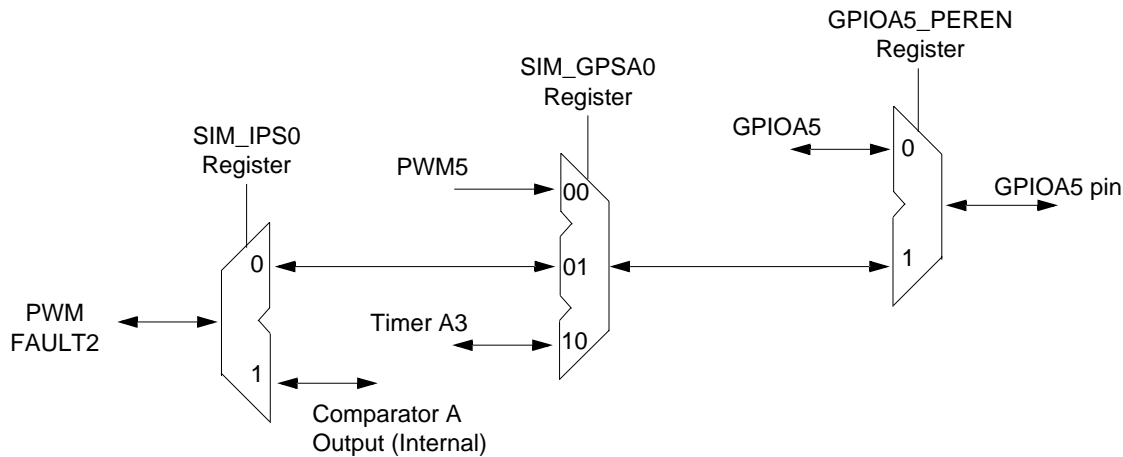 GPIOA5_PEREN
Register
SIM_GPSA0
Register
SIM_IPS0
Register
GPIOA5
0
PWM5
00
GPIOA5 pin
0
01
1
PWM
FAULT2
Timer A3
10
1
Comparator A
Output (Internal)